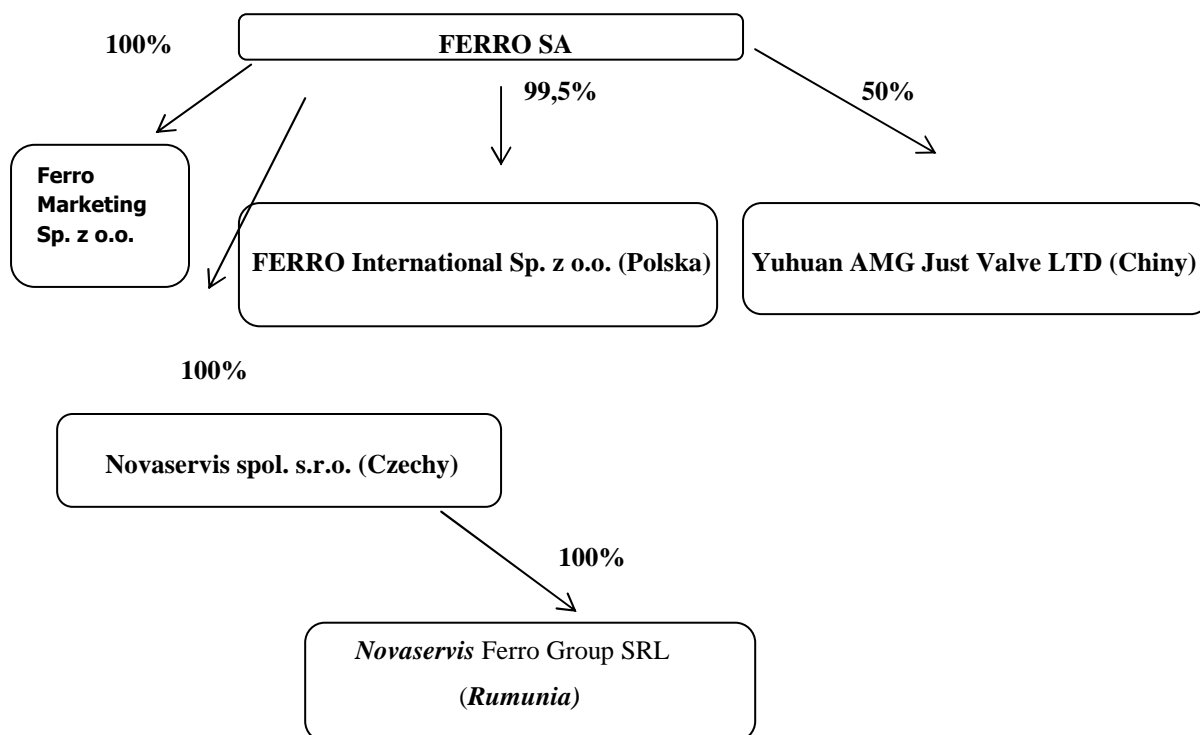 100%
FERRO SA
99,5%
50%
Ferro
Marketing
Sp. z o.o.
FERRO International Sp. z o.o. (Polska)
Yuhuan AMG Just Valve LTD (Chiny)
100%
Novaservis spol. s.r.o. (Czechy)
100%
Novaservis Ferro Group SRL
(Rumunia)